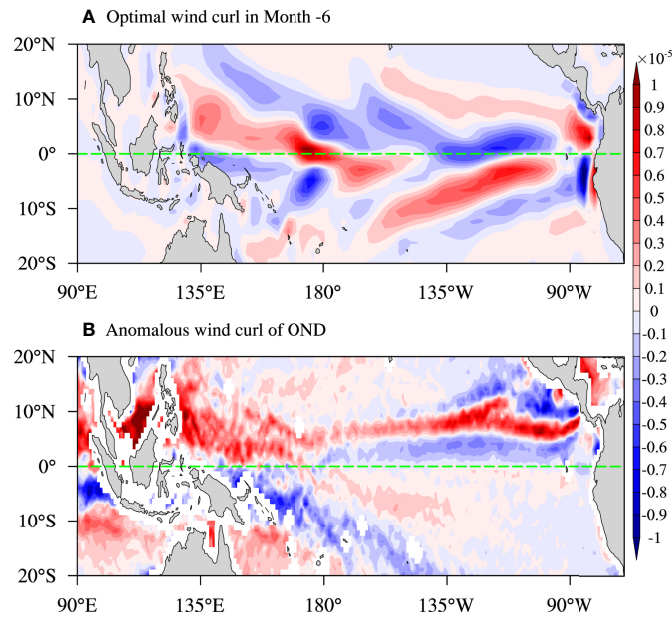 A Optimal wind curl in Month -6
×10⁻⁵
20°N
10°N
0°
10°S
20°S
90°E 135°E 180° 135°W 90°W
B Anomalous wind curl of OND
20°N
10°N
0°
10°S
20°S
90°E 135°E 180° 135°W 90°W
1
0.9
0.8
0.7
0.6
0.5
0.4
0.3
0.2
0.1
0
-0.1
-0.2
-0.3
-0.4
-0.5
-0.6
-0.7
-0.8
-0.9
-1